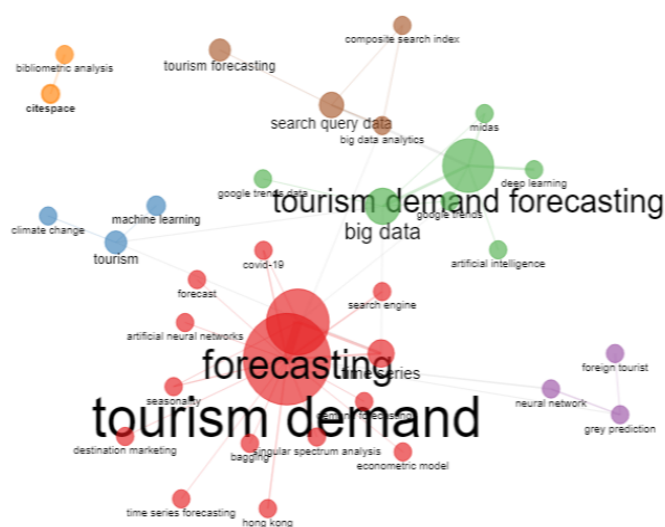 composite search index
bibliometric analysis
tourism forecasting
citespace
search query data
midas
big data analytics
deep learning
google trends data
tourism demand forecasting
google trends
machine learning
climate change
big data
tourism
covid-19
artificial intelligence
forecast
search engine
artificial neural networks
foreign tourist
forecasting
time series
seasonality
neural network
demand forecasting
tourism demand
grey prediction
destination marketing
bagging
singular spectrum analysis
econometric model
time series forecasting
hong kong